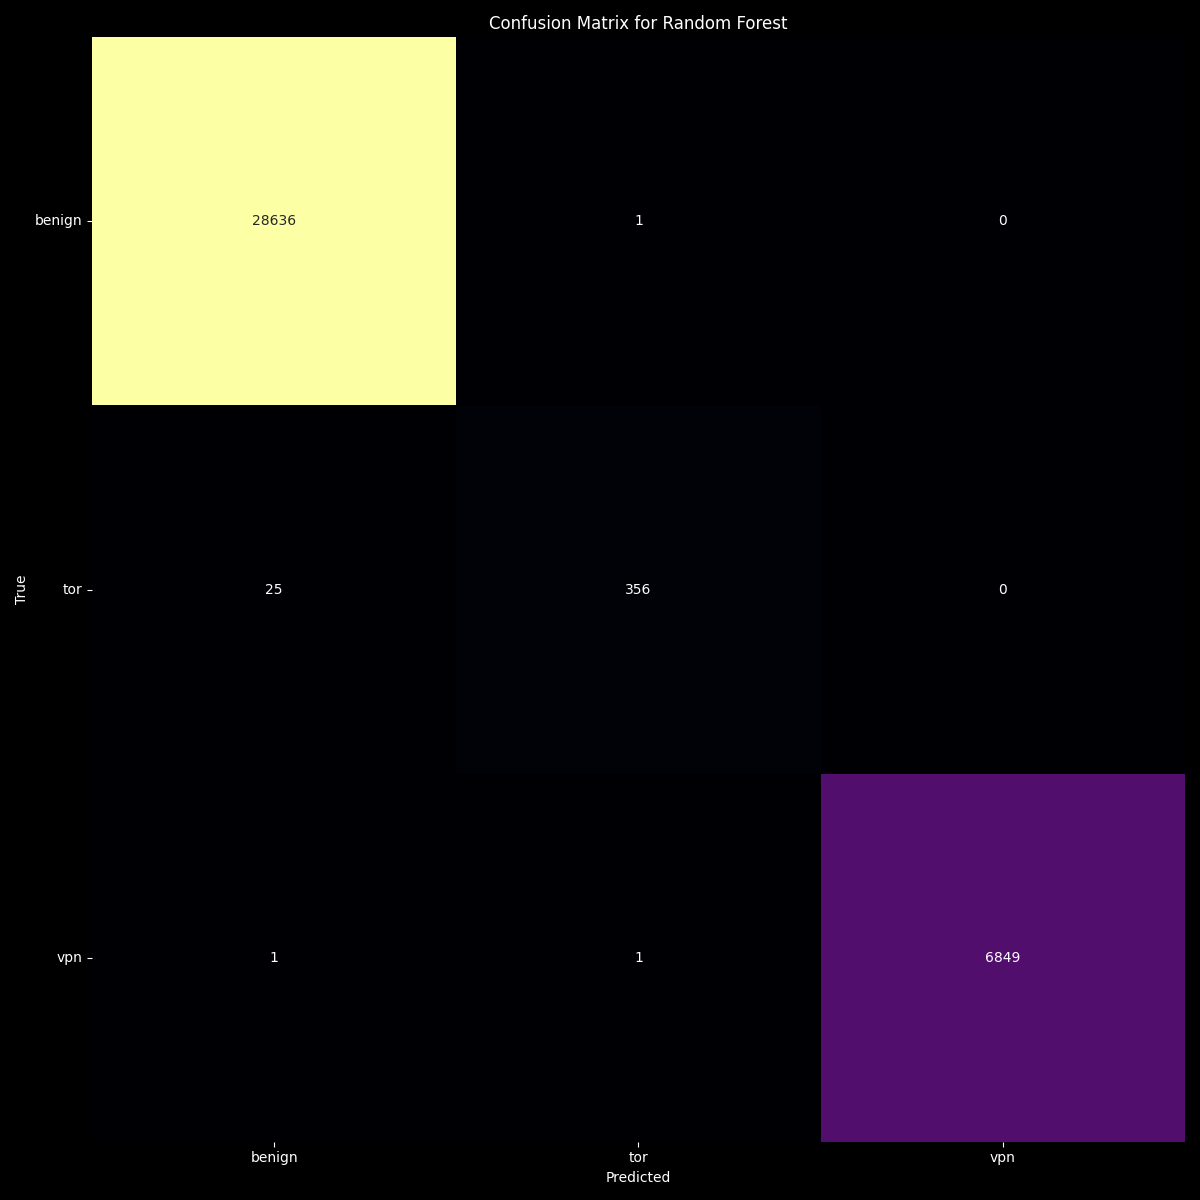 Confusion Matrix for Random Forest
benign
28636
1
0
True
tor
25
356
0
vpn
1
1
6849
benign
tor
vpn
Predicted